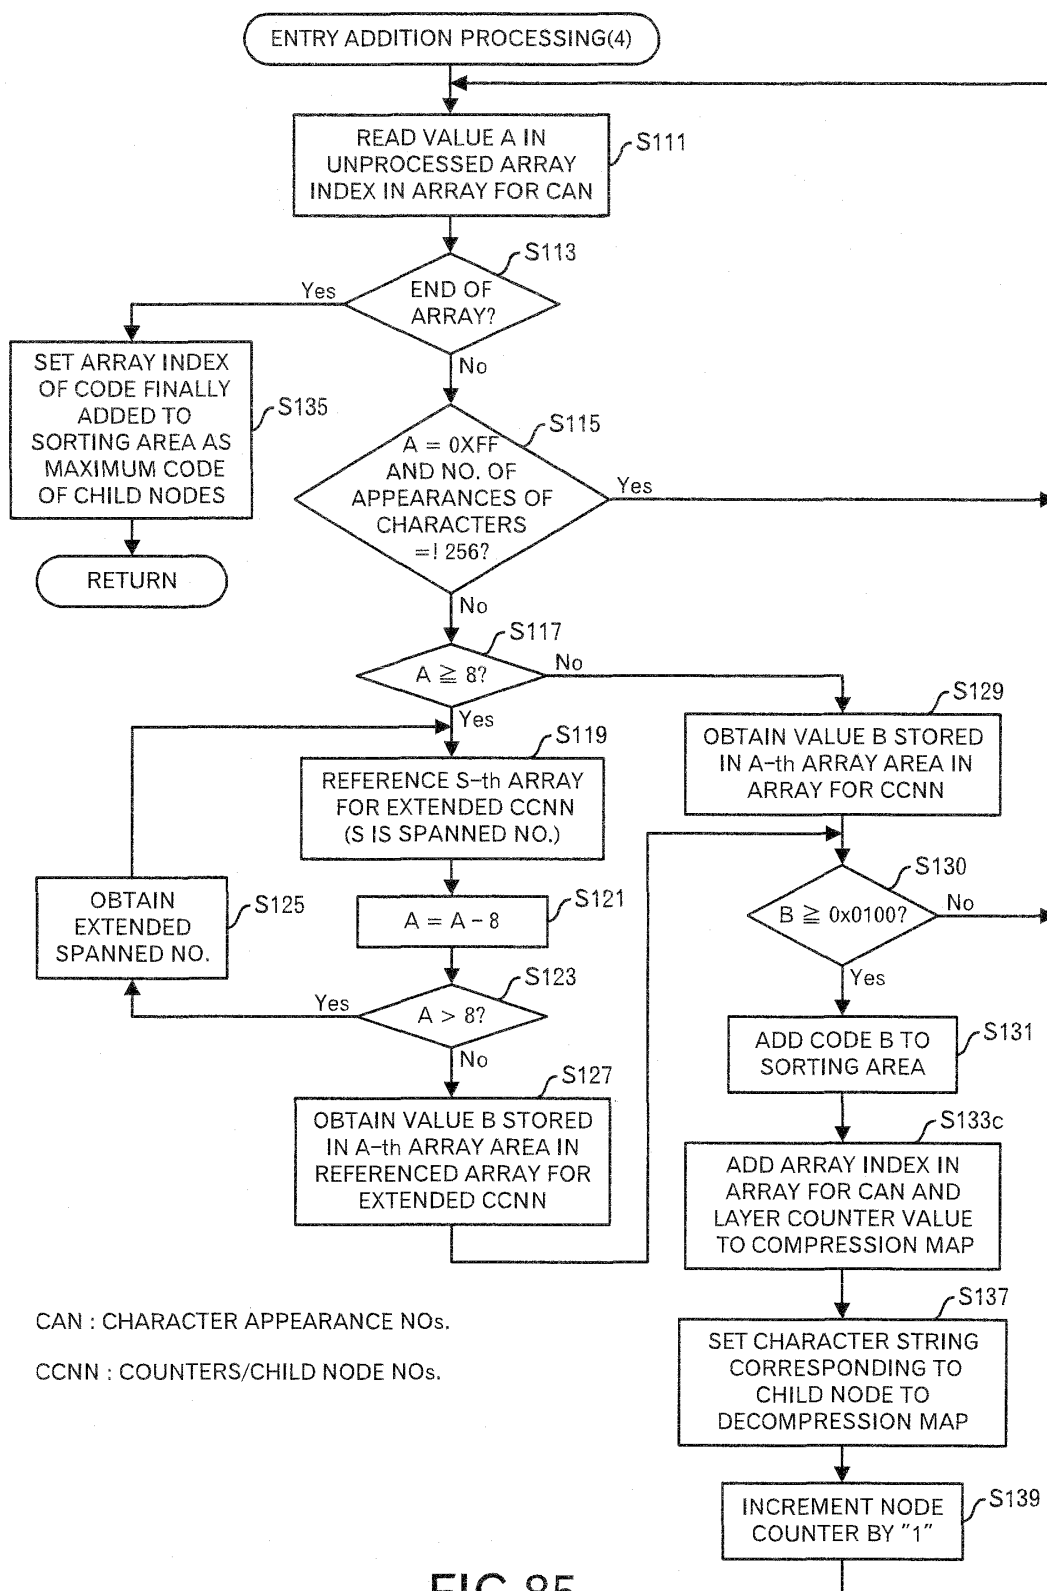 ENTRY ADDITION PROCESSING(4)
READ VALUE A IN
UNPROCESSED ARRAY
INDEX IN ARRAY FOR CAN
S111
S113
END OF
ARRAY?
Yes
No
SET ARRAY INDEX
OF CODE FINALLY
ADDED TO
SORTING AREA AS
MAXIMUM CODE
OF CHILD NODES
S135
RETURN
S115
A = 0XFF
AND NO. OF
APPEARANCES OF
CHARACTERS
=! 256?
Yes
No
S117
A ≧ 8?
No
Yes
S119
REFERENCE S-th ARRAY
FOR EXTENDED CCNN
(S IS SPANNED NO.)
S121
A = A - 8
S123
A > 8?
Yes
No
OBTAIN
EXTENDED
SPANNED NO.
S125
S127
OBTAIN VALUE B STORED
IN A-th ARRAY AREA IN
REFERENCED ARRAY FOR
EXTENDED CCNN
S129
OBTAIN VALUE B STORED
IN A-th ARRAY AREA IN
ARRAY FOR CCNN
S130
B ≧ 0x0100?
No
Yes
S131
ADD CODE B TO
SORTING AREA
S133c
ADD ARRAY INDEX IN
ARRAY FOR CAN AND
LAYER COUNTER VALUE
TO COMPRESSION MAP
S137
SET CHARACTER STRING
CORRESPONDING TO
CHILD NODE TO
DECOMPRESSION MAP
S139
INCREMENT NODE
COUNTER BY "1"
CAN : CHARACTER APPEARANCE NOs.
CCNN : COUNTERS/CHILD NODE NOs.
FIG.85